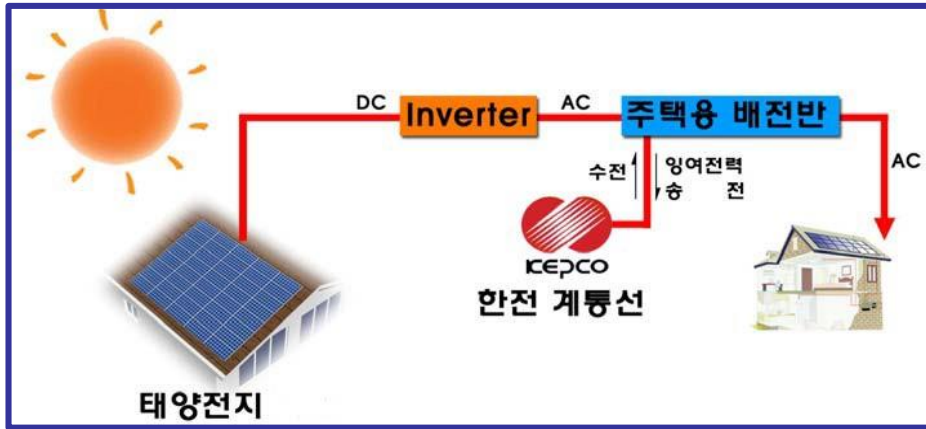 DC
Inverter
AC
주택용 배전반
수전
잉여전력
송 전
AC
KEPCO
한전 계통선
태양전지